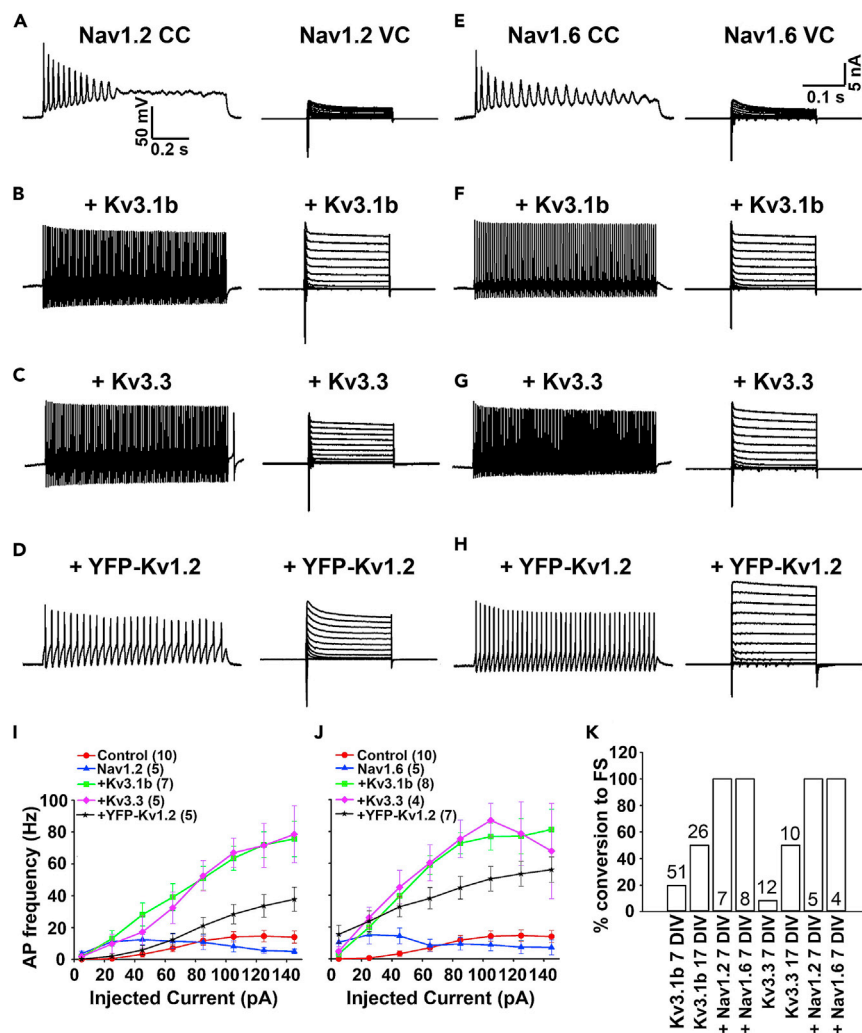 A
Nav1.2 CC
Nav1.2 VC
50 mV
0.2 s
E
Nav1.6 CC
Nav1.6 VC
5 nA
0.1 s
B
+ Kv3.1b
+ Kv3.1b
F
+ Kv3.1b
+ Kv3.1b
C
+ Kv3.3
+ Kv3.3
G
+ Kv3.3
+ Kv3.3
D
+ YFP-Kv1.2
+ YFP-Kv1.2
H
+ YFP-Kv1.2
+ YFP-Kv1.2
I
Control (10)
Nav1.2 (5)
+Kv3.1b (7)
+Kv3.3 (5)
+YFP-Kv1.2 (5)
AP frequency (Hz)
100
80
60
40
20
0
0 20 40 60 80 100 120 140
Injected Current (pA)
J
Control (10)
Nav1.6 (5)
+Kv3.1b (8)
+Kv3.3 (4)
+YFP-Kv1.2 (7)
0 20 40 60 80 100 120 140
Injected Current (pA)
K
% conversion to FS
120
100
80
60
40
20
0
51
26
7
8
12
10
5
4
Kv3.1b 7 DIV
Kv3.1b 17 DIV
+ Nav1.2 7 DIV
+ Nav1.6 7 DIV
Kv3.3 7 DIV
Kv3.3 17 DIV
+ Nav1.2 7 DIV
+ Nav1.6 7 DIV